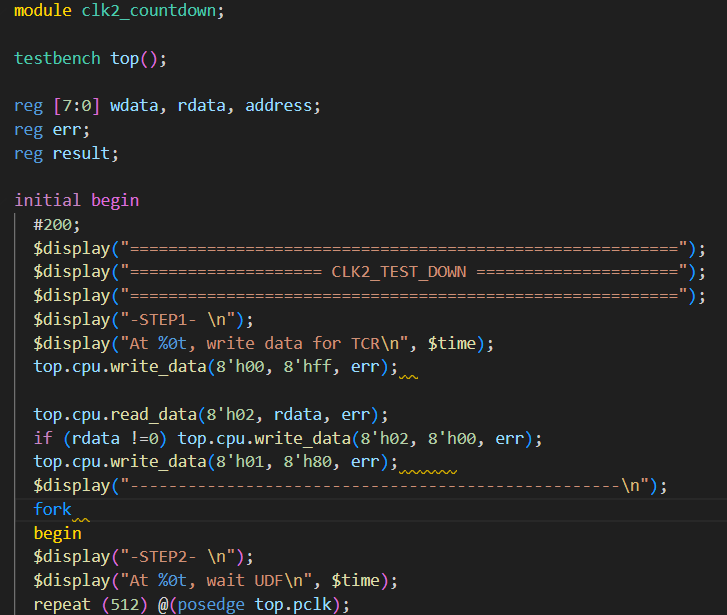 module clk2_countdown;
testbench top();
reg [7:0] wdata, rdata, address;
reg err;
reg result;
initial begin
#200;
$display("=========================================================");
$display("==================== CLK2_TEST_DOWN =====================");
$display("=========================================================");
$display("-STEP1- \n");
$display("At %0t, write data for TCR\n", $time);
top.cpu.write_data(8'h00, 8'hff, err);
top.cpu.read_data(8'h02, rdata, err);
if (rdata !=0) top.cpu.write_data(8'h02, 8'h00, err);
top.cpu.write_data(8'h01, 8'h80, err);
$display("---------------------------------------------------\n");
fork
begin
$display("-STEP2- \n");
$display("At %0t, wait UDF\n", $time);
repeat (512) @(posedge top.pclk);